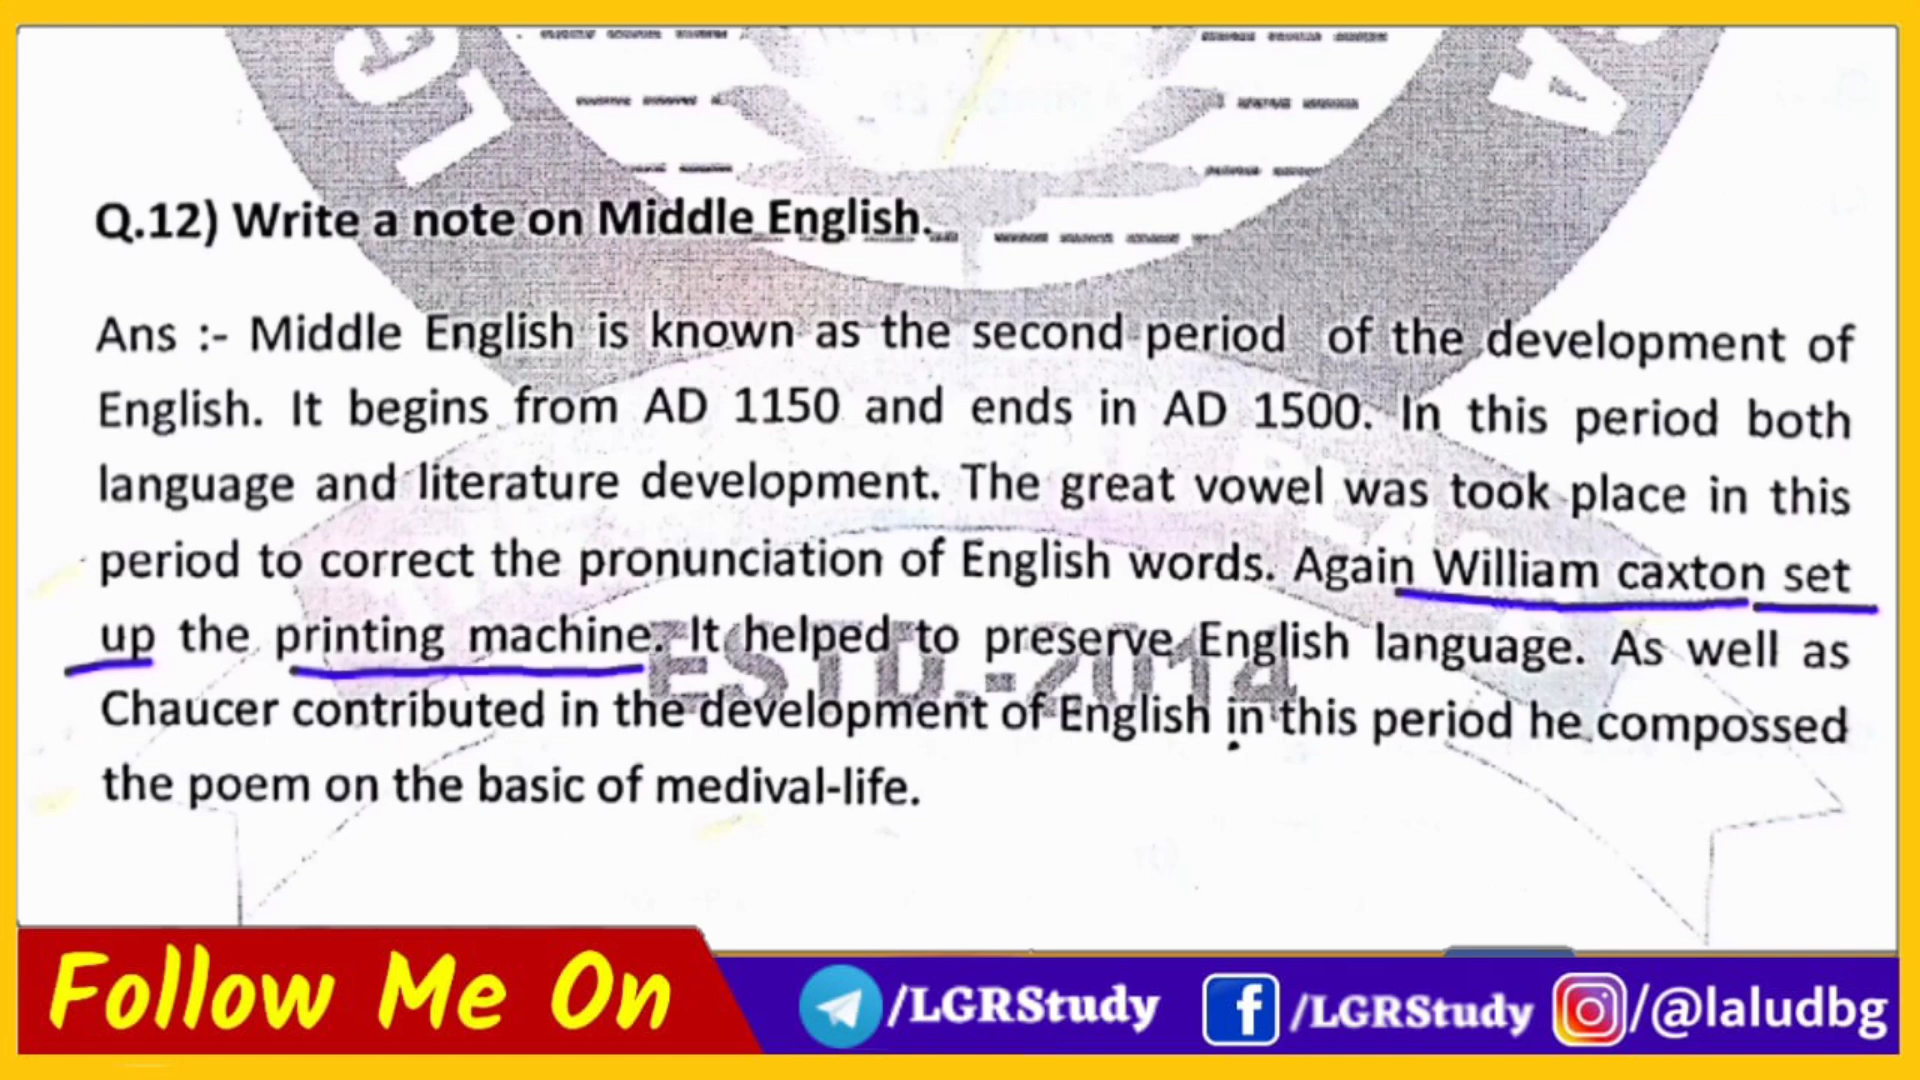 LG
A
Q.12) Write a note on Middle English.
Ans :- Middle English is known as the second period of the development of
English. It begins from AD 1150 and ends in AD 1500. In this period both
language and literature development. The great vowel was took place in this
period to correct the pronunciation of English words. Again William caxton set
up the printing machine. It helped to preserve English language. As well as
ESTD.-2014
Chaucer contributed in the development of English in this period he compossed
the poem on the basic of medival-life.
Follow Me On /LGRStudy /LGRStudy /@laludbg